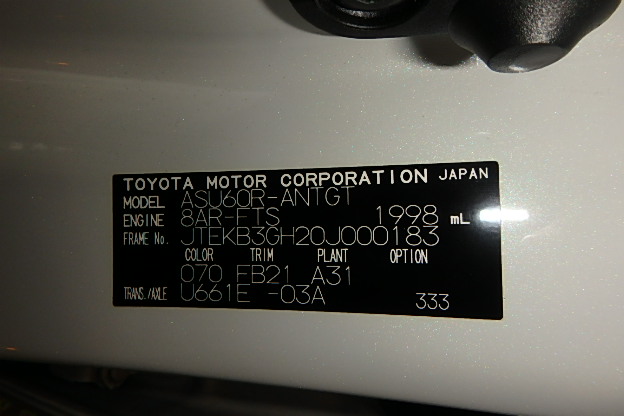 TOYOTA MOTOR CORPORATION JAPAN
MODEL ASU60R-ANTGT
ENGINE 8AR-FTS 1998 mL
FRAME No. JTEKB3GH20J000183
COLOR TRIM PLANT OPTION
070 FB21 A31
TRANS./AXLE U661E -03A 333